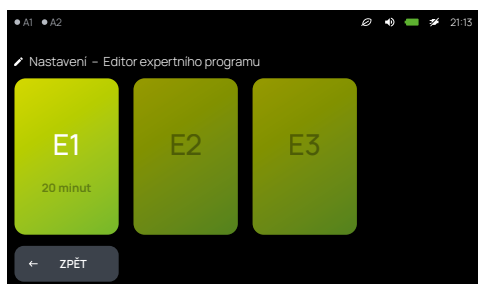 A1 A2 21:13
Nastavení – Editor expertního programu
E1 E2 E3
20 minut
← ZPĚT